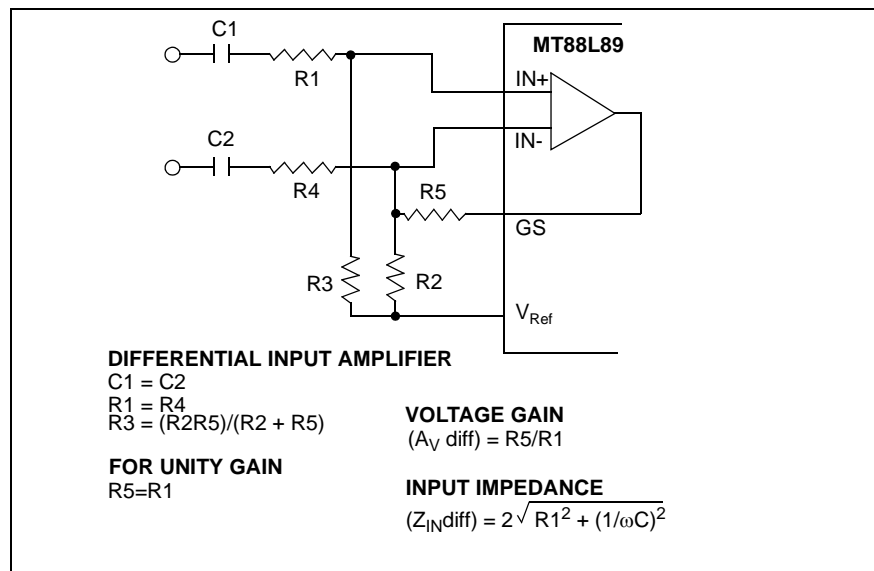 C1
R1
MT88L89
IN+
IN-
C2
R4
R5
GS
R3
R2
VRef
DIFFERENTIAL INPUT AMPLIFIER
C1 = C2
R1 = R4
R3 = (R2R5)/(R2 + R5)
FOR UNITY GAIN
R5=R1
VOLTAGE GAIN
(AV diff) = R5/R1
INPUT IMPEDANCE
(ZINdiff) = 2√R1² + (1/ωC)²